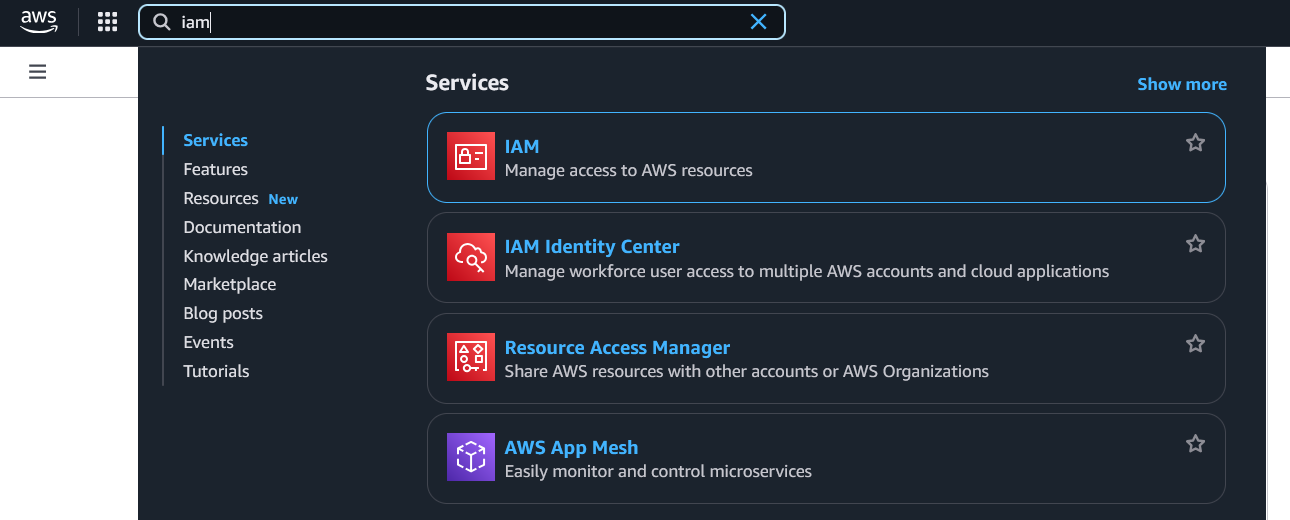 aws
iam
Services
Show more
Services
Features
Resources New
Documentation
Knowledge articles
Marketplace
Blog posts
Events
Tutorials
IAM
Manage access to AWS resources
IAM Identity Center
Manage workforce user access to multiple AWS accounts and cloud applications
Resource Access Manager
Share AWS resources with other accounts or AWS Organizations
AWS App Mesh
Easily monitor and control microservices